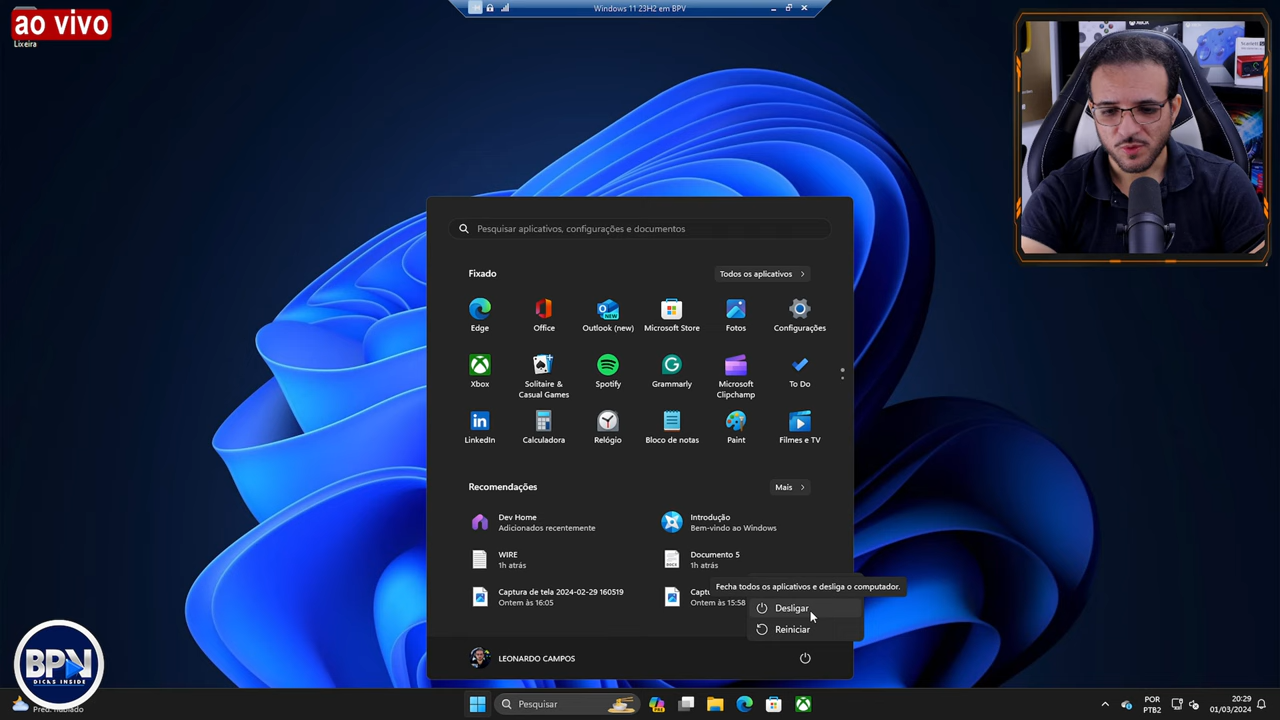 ao vivo
Lixeira
Windows 11 23H2 em BPV
Pesquisar aplicativos, configurações e documentos
Fixado
Todos os aplicativos
Edge
Office
Outlook (new)
Microsoft Store
Fotos
Configurações
Xbox
Solitaire &
Casual Games
Spotify
Grammarly
Microsoft
Clipchamp
To Do
LinkedIn
Calculadora
Relógio
Bloco de notas
Paint
Filmes e TV
Recomendações
Mais
Dev Home
Adicionados recentemente
Introdução
Bem-vindo ao Windows
WIRE
1h atrás
Documento 5
1h atrás
Captura de tela 2024-02-29 160519
Ontem às 16:05
Captu
Ontem às 15:58
Fecha todos os aplicativos e desliga o computador.
Desligar
Reiniciar
LEONARDO CAMPOS
BPV
DICAS INSIDE
Pred. nublado
Pesquisar
POR
PTB2
20:29
01/03/2024